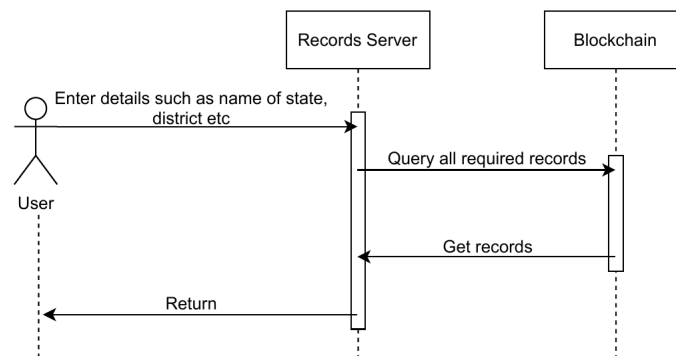 Records Server
Blockchain
Enter details such as name of state,
district etc
Query all required records
User
Get records
Return